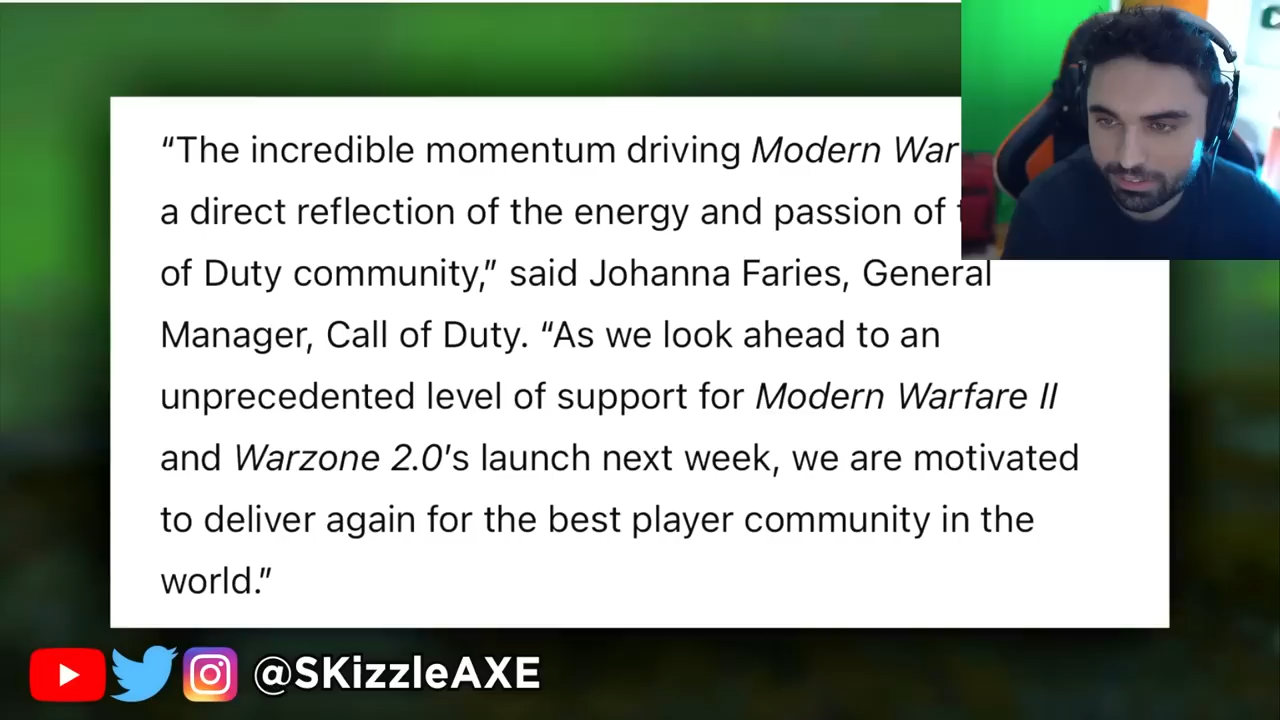 “The incredible momentum driving Modern War
a direct reflection of the energy and passion of
of Duty community,” said Johanna Faries, General
Manager, Call of Duty. “As we look ahead to an
unprecedented level of support for Modern Warfare II
and Warzone 2.0’s launch next week, we are motivated
to deliver again for the best player community in the
world.”
@SKizzleAXE